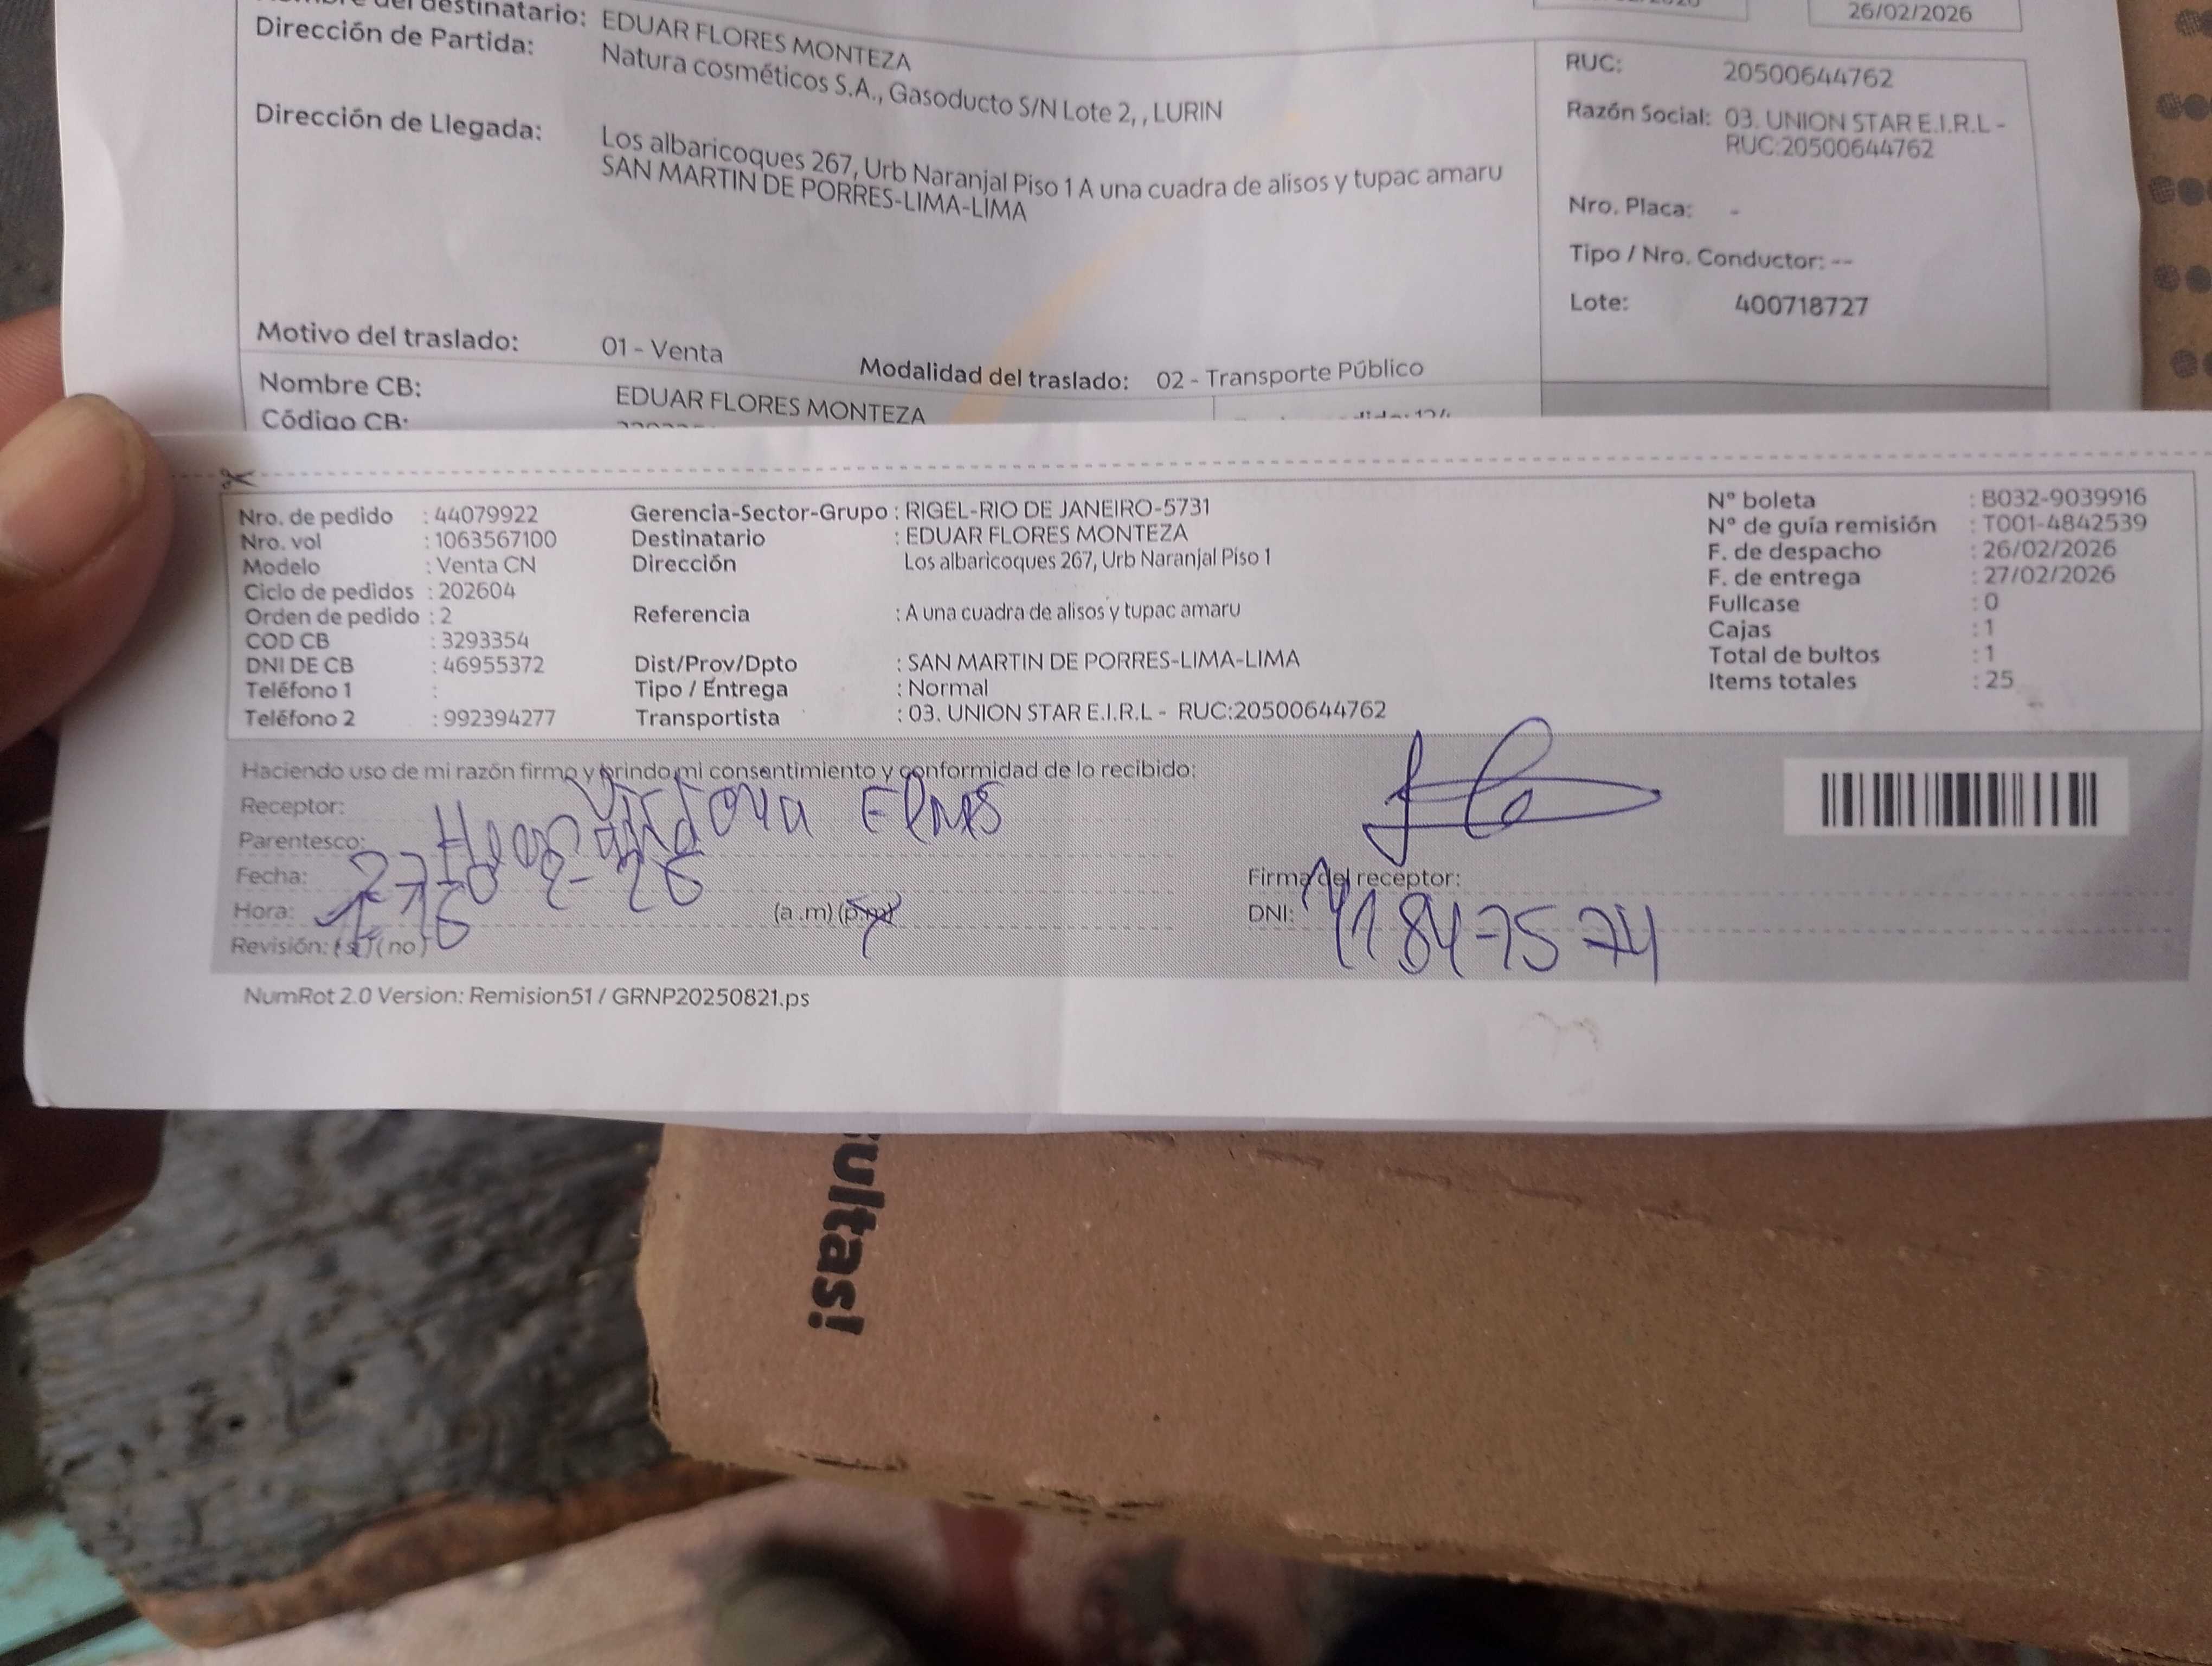 destinatario: EDUAR FLORES MONTEZA
26/02/2026
Dirección de Partida: Natura cosméticos S.A., Gasoducto S/N Lote 2, , LURIN
Dirección de Llegada: Los albaricoques 267, Urb Naranjal Piso 1 A una cuadra de alisos y tupac amaru
SAN MARTIN DE PORRES-LIMA-LIMA
RUC: 20500644762
Razón Social: 03. UNION STAR E.I.R.L -
RUC:20500644762
Nro. Placa: -
Tipo / Nro. Conductor: --
Lote: 400718727
Motivo del traslado: 01 - Venta Modalidad del traslado: 02 - Transporte Público
Nombre CB: EDUAR FLORES MONTEZA
Código CB:
Nro. de pedido : 44079922
Nro. vol : 1063567100
Modelo : Venta CN
Ciclo de pedidos : 202604
Orden de pedido : 2
COD CB : 3293354
DNI DE CB : 46955372
Teléfono 1 :
Teléfono 2 : 992394277
Gerencia-Sector-Grupo : RIGEL-RIO DE JANEIRO-5731
Destinatario : EDUAR FLORES MONTEZA
Dirección Los albaricoques 267, Urb Naranjal Piso 1
Referencia : A una cuadra de alisos y tupac amaru
Dist/Prov/Dpto : SAN MARTIN DE PORRES-LIMA-LIMA
Tipo / Entrega : Normal
Transportista : 03. UNION STAR E.I.R.L - RUC:20500644762
N° boleta : B032-9039916
N° de guía remisión : T001-4842539
F. de despacho : 26/02/2026
F. de entrega : 27/02/2026
Fullcase : 0
Cajas : 1
Total de bultos : 1
Items totales : 25
Haciendo uso de mi razón firmo y brindo mi consentimiento y conformidad de lo recibido:
Receptor:
Parentesco:
Fecha: 27-02-26
Hora: (a .m) (p.m)
Revisión: ( si ) ( no )
Firma del receptor:
DNI:
NumRot 2.0 Version: Remision51 / GRNP20250821.ps
cultas!